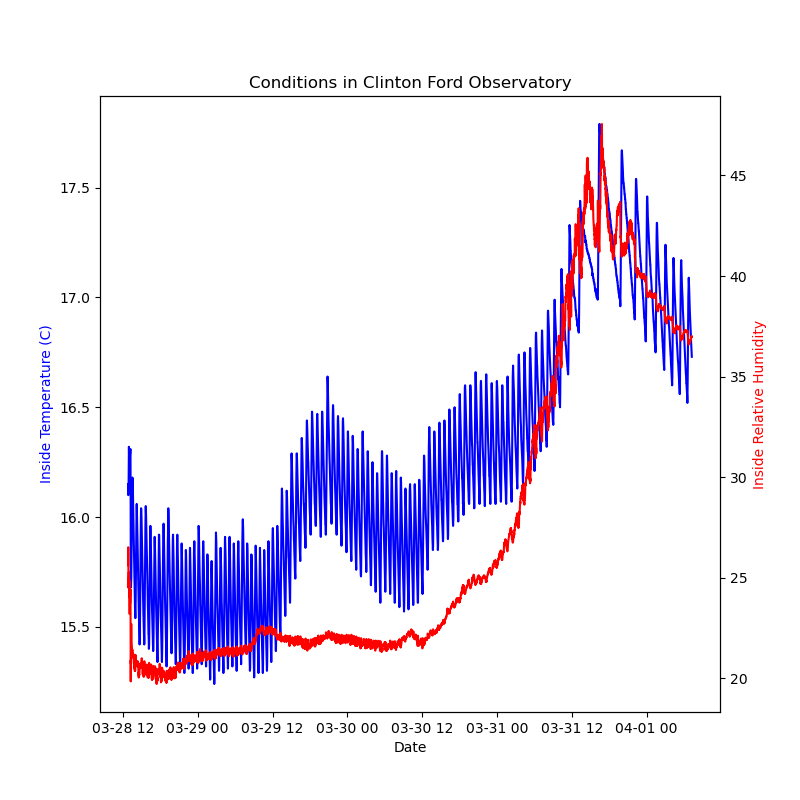 Conditions in Clinton Ford Observatory
Inside Temperature (C)
17.5
17.0
16.5
16.0
15.5
45
40
35
30
25
20
Inside Relative Humidity
03-28 12 03-29 00 03-29 12 03-30 00 03-30 12 03-31 00 03-31 12 04-01 00
Date